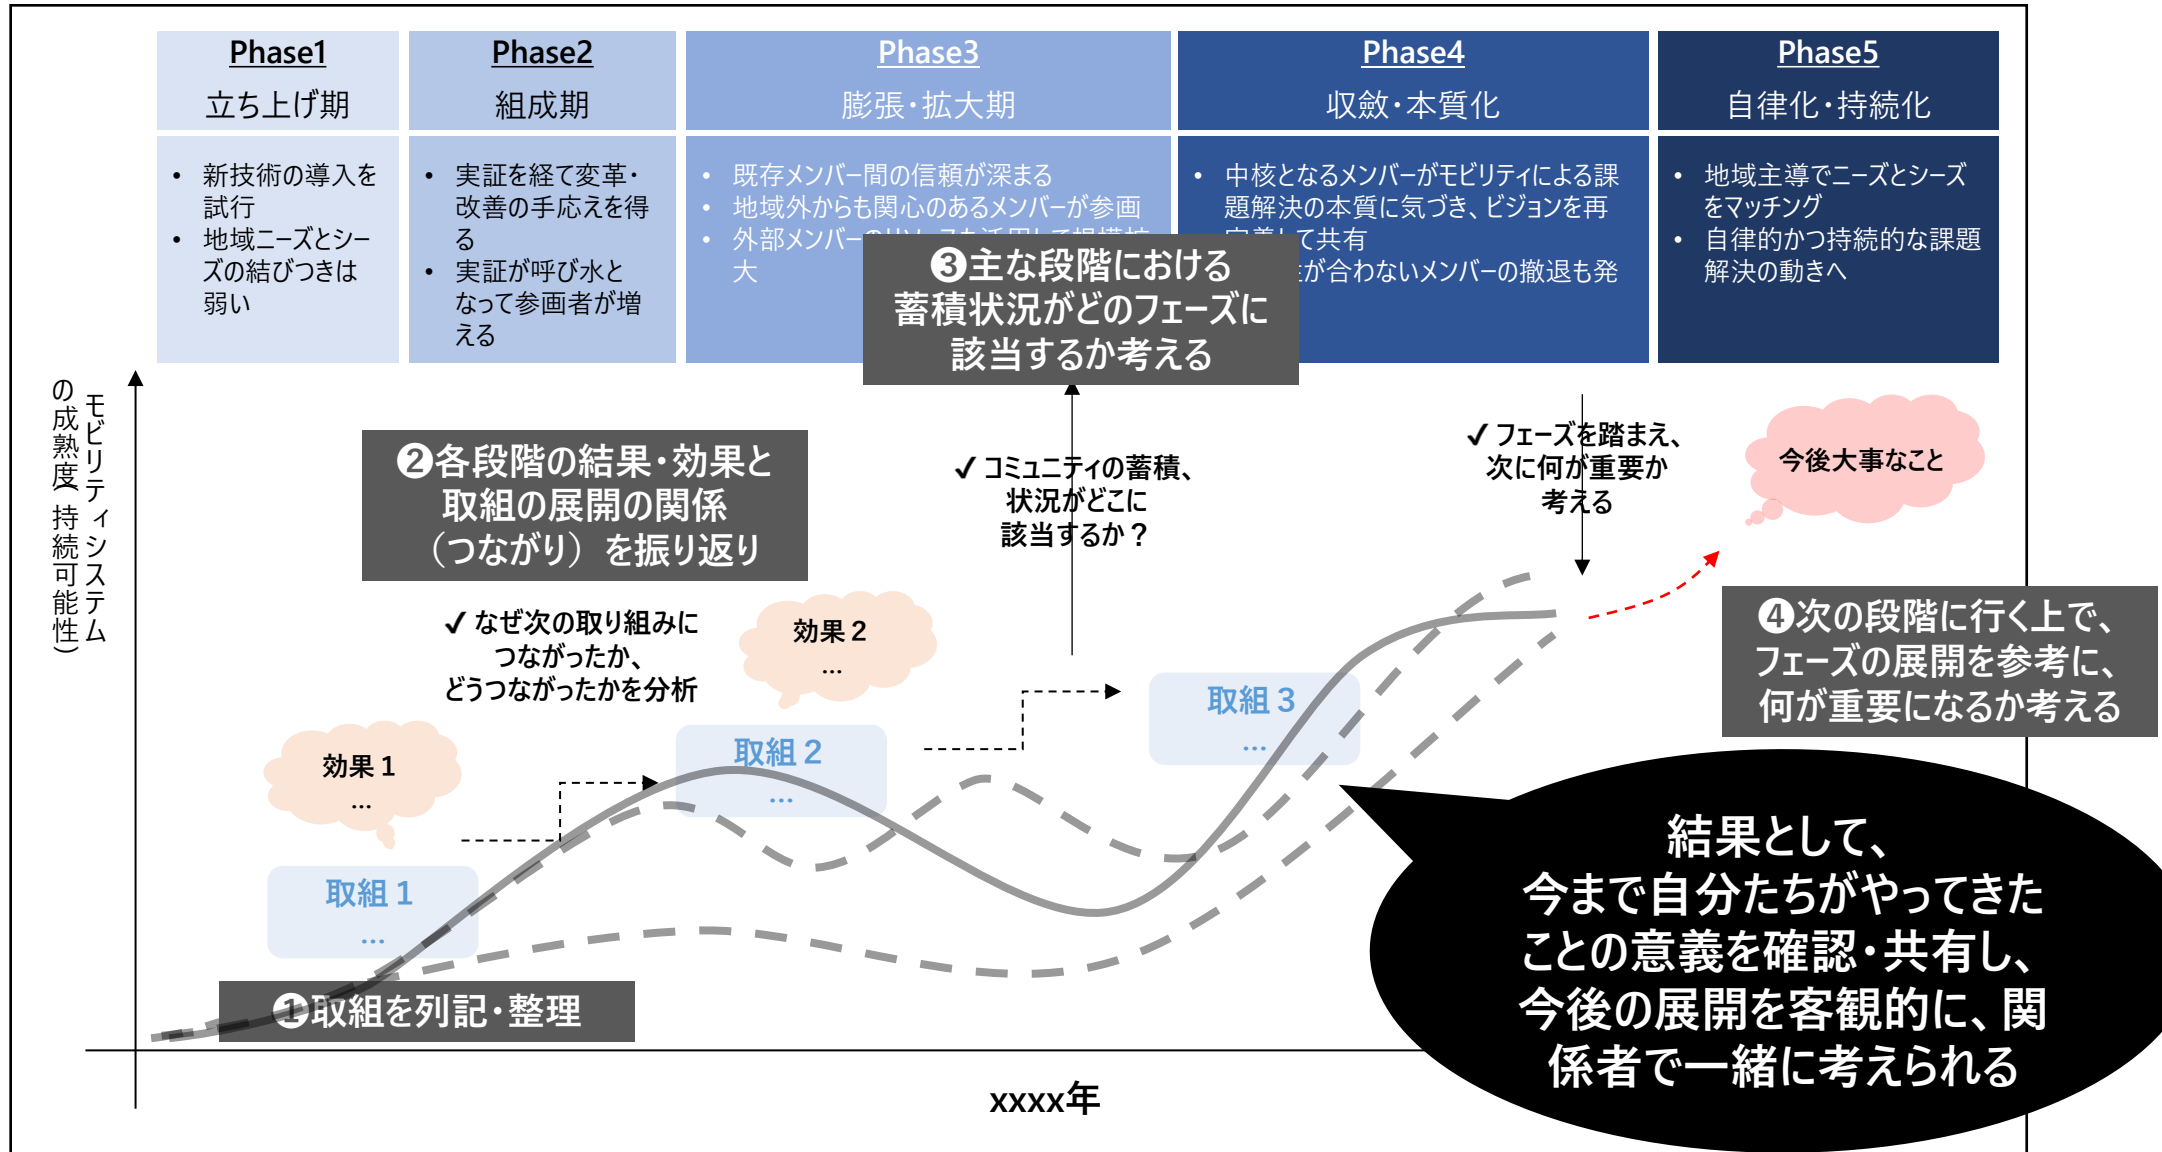 Phase1
立ち上げ期
Phase2
組成期
Phase3
膨張・拡大期
Phase4
収斂・本質化
Phase5
自律化・持続化
• 新技術の導入を
試行
• 地域ニーズとシー
ズの結びつきは
弱い
• 実証を経て変革・
改善の手応えを得
る
• 実証が呼び水と
なって参画者が増
える
• 既存メンバー間の信頼が深まる
• 地域外からも関心のあるメンバーが参画
• 外部メンバーの
大
• 中核となるメンバーがモビリティによる課
題解決の本質に気づき、ビジョンを再
して共有
が合わないメンバーの撤退も発
• 地域主導でニーズとシーズ
をマッチング
• 自律的かつ持続的な課題
解決の動きへ
❸主な段階における
蓄積状況がどのフェーズに
該当するか考える
モビリティシステム
の成熟度（持続可能性）
❷各段階の結果・効果と
取組の展開の関係
（つながり）を振り返り
✓ コミュニティの蓄積、
状況がどこに
該当するか？
✓ フェーズを踏まえ、
次に何が重要か
考える
今後大事なこと
✓ なぜ次の取り組みに
つながったか、
どうつながったかを分析
効果２
…
❹次の段階に行く上で、
フェーズの展開を参考に、
何が重要になるか考える
取組３
…
取組２
…
効果１
…
取組１
…
❶取組を列記・整理
結果として、
今まで自分たちがやってきた
ことの意義を確認・共有し、
今後の展開を客観的に、関
係者で一緒に考えられる
xxxx年